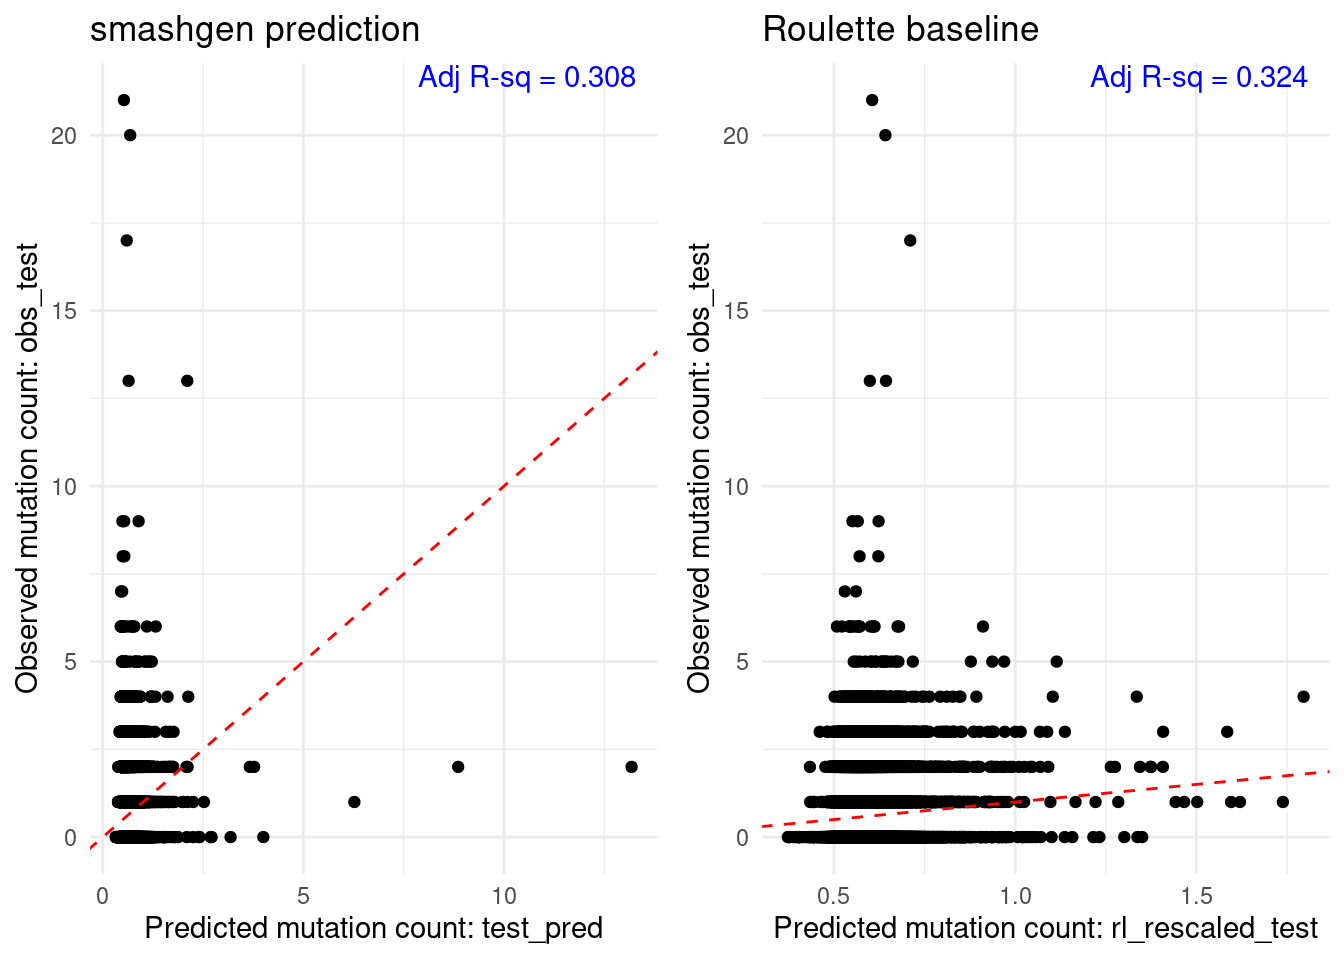 smashgen prediction
Adj R-sq = 0.308
Observed mutation count: obs_test
20
15
10
5
0
0
5
10
Predicted mutation count: test_pred
Roulette baseline
Adj R-sq = 0.324
Observed mutation count: obs_test
20
15
10
5
0
0.5
1.0
1.5
Predicted mutation count: rl_rescaled_test